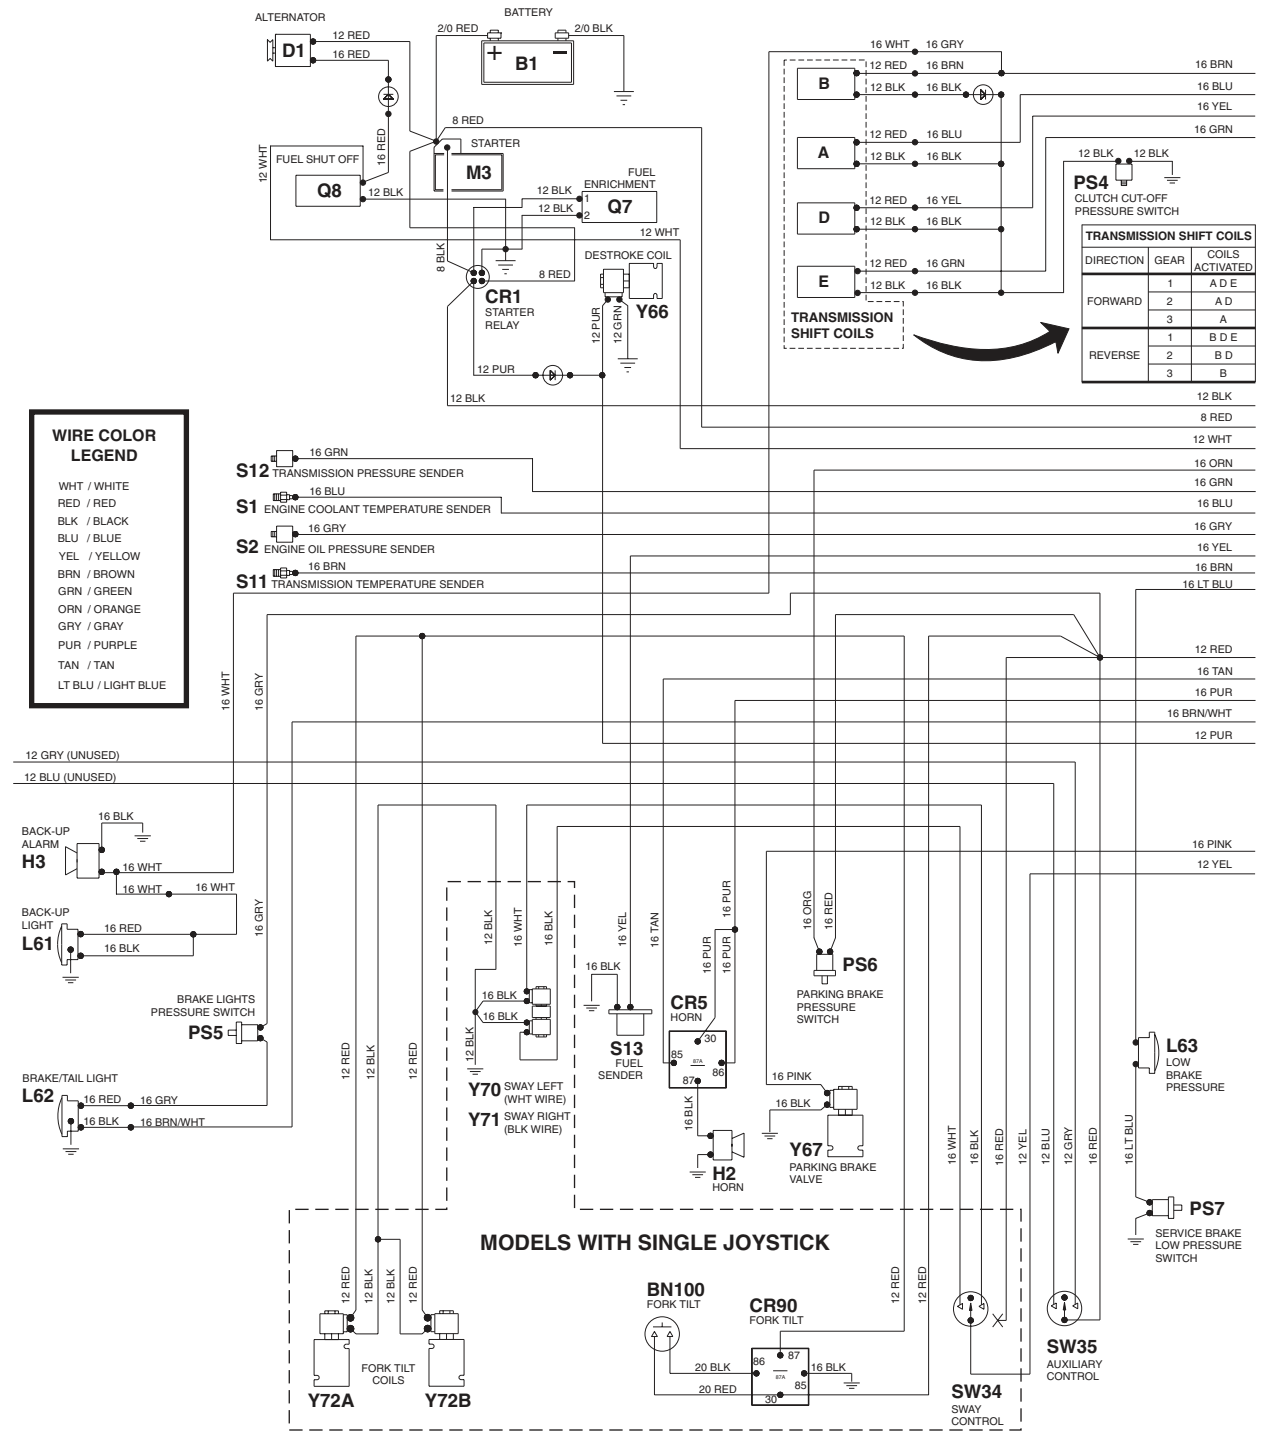 ALTERNATOR
D1
12 RED
16 RED
16 RED
BATTERY
2/0 RED
2/0 BLK
B1
8 RED
12 WHT
FUEL SHUT OFF
Q8
12 BLK
STARTER
M3
FUEL
ENRICHMENT
12 BLK
12 BLK
1
2
Q7
12 WHT
8 BLK
8 RED
CR1
STARTER
RELAY
DESTROKE COIL
Y66
12 PUR
12 GRN
12 PUR
12 BLK
16 WHT
16 GRY
12 RED
16 BRN
B
12 BLK
16 BLK
12 RED
16 BLU
A
12 BLK
16 BLK
12 RED
16 YEL
D
12 BLK
16 BLK
12 RED
16 GRN
E
12 BLK
16 BLK
TRANSMISSION
SHIFT COILS
16 BRN
16 BLU
16 YEL
16 GRN
12 BLK
12 BLK
PS4
CLUTCH CUT-OFF
PRESSURE SWITCH
TRANSMISSION SHIFT COILS
DIRECTION GEAR COILS
ACTIVATED
FORWARD
1 A D E
2 A D
3 A
REVERSE
1 B D E
2 B D
3 B
12 BLK
8 RED
12 WHT
16 ORN
16 GRN
16 BLU
16 GRY
16 YEL
16 BRN
16 LT BLU
12 RED
16 TAN
16 PUR
16 BRN/WHT
12 PUR
WIRE COLOR
LEGEND
WHT / WHITE
RED / RED
BLK / BLACK
BLU / BLUE
YEL / YELLOW
BRN / BROWN
GRN / GREEN
ORN / ORANGE
GRY / GRAY
PUR / PURPLE
TAN / TAN
LT BLU / LIGHT BLUE
16 GRN
S12 TRANSMISSION PRESSURE SENDER
16 BLU
S1 ENGINE COOLANT TEMPERATURE SENDER
16 GRY
S2 ENGINE OIL PRESSURE SENDER
16 BRN
S11 TRANSMISSION TEMPERATURE SENDER
16 WHT
16 GRY
12 GRY (UNUSED)
12 BLU (UNUSED)
16 BLK
BACK-UP
ALARM
H3
16 WHT
16 WHT
16 WHT
BACK-UP
LIGHT
L61
16 RED
16 BLK
16 GRY
BRAKE LIGHTS
PRESSURE SWITCH
PS5
BRAKE/TAIL LIGHT
L62
16 RED
16 GRY
16 BLK
16 BRN/WHT
12 RED
12 BLK
12 RED
12 BLK
16 WHT
16 BLK
16 BLK
16 BLK
12 BLK
Y70 SWAY LEFT
(WHT WIRE)
Y71 SWAY RIGHT
(BLK WIRE)
16 YEL
16 TAN
16 BLK
S13
FUEL
SENDER
16 PUR
16 PUR
16 PUR
CR5
HORN
30
85
87A
86
87
16 BLK
H2
HORN
16 ORG
16 RED
PS6
PARKING BRAKE
PRESSURE
SWITCH
16 PINK
12 YEL
16 PINK
16 BLK
Y67
PARKING BRAKE
VALVE
L63
LOW
BRAKE
PRESSURE
16 WHT
16 BLK
16 RED
12 YEL
12 BLU
12 GRY
16 RED
16 LT BLU
PS7
SERVICE BRAKE
LOW PRESSURE
SWITCH
MODELS WITH SINGLE JOYSTICK
12 RED
12 BLK
12 BLK
12 RED
FORK TILT
COILS
Y72A
Y72B
BN100
FORK TILT
CR90
FORK TILT
12 RED
12 RED
86
87
87A
85
30
20 BLK
20 RED
16 BLK
SW34
SWAY
CONTROL
SW35
AUXILIARY
CONTROL